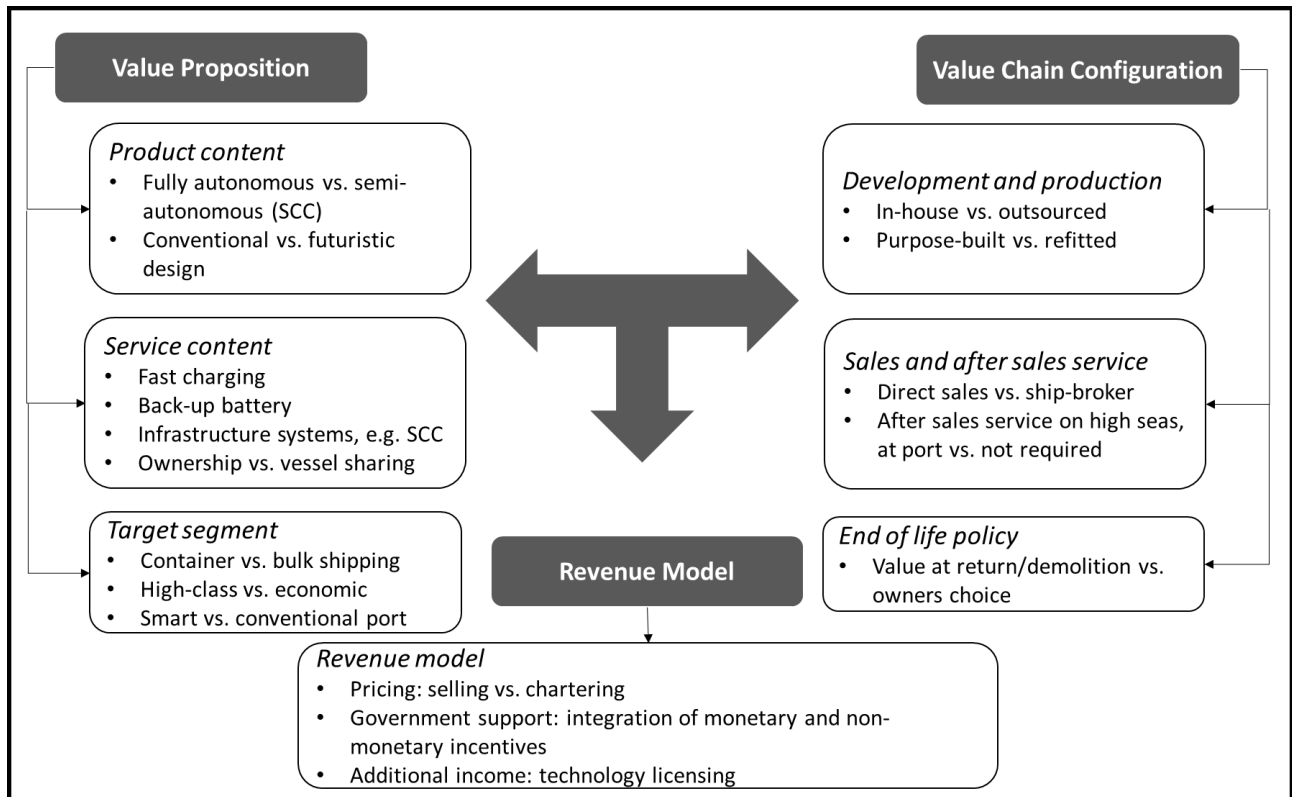 Value Proposition
Product content
• Fully autonomous vs. semi-
autonomous (SCC)
• Conventional vs. futuristic
design
Service content
• Fast charging
• Back-up battery
• Infrastructure systems, e.g. SCC
• Ownership vs. vessel sharing
Target segment
• Container vs. bulk shipping
• High-class vs. economic
• Smart vs. conventional port
Value Chain Configuration
Development and production
• In-house vs. outsourced
• Purpose-built vs. refitted
Sales and after sales service
• Direct sales vs. ship-broker
• After sales service on high seas,
at port vs. not required
End of life policy
• Value at return/demolition vs.
owners choice
Revenue Model
Revenue model
• Pricing: selling vs. chartering
• Government support: integration of monetary and non-
monetary incentives
• Additional income: technology licensing